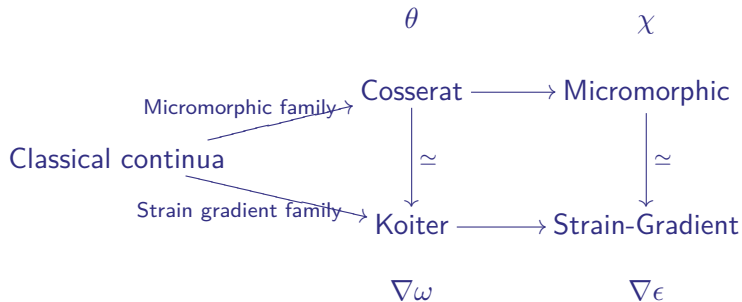 θ χ
Cosserat Micromorphic
Micromorphic family
Classical continua ≃ ≃
Strain gradient family
Koiter Strain-Gradient
∇ω ∇ϵ